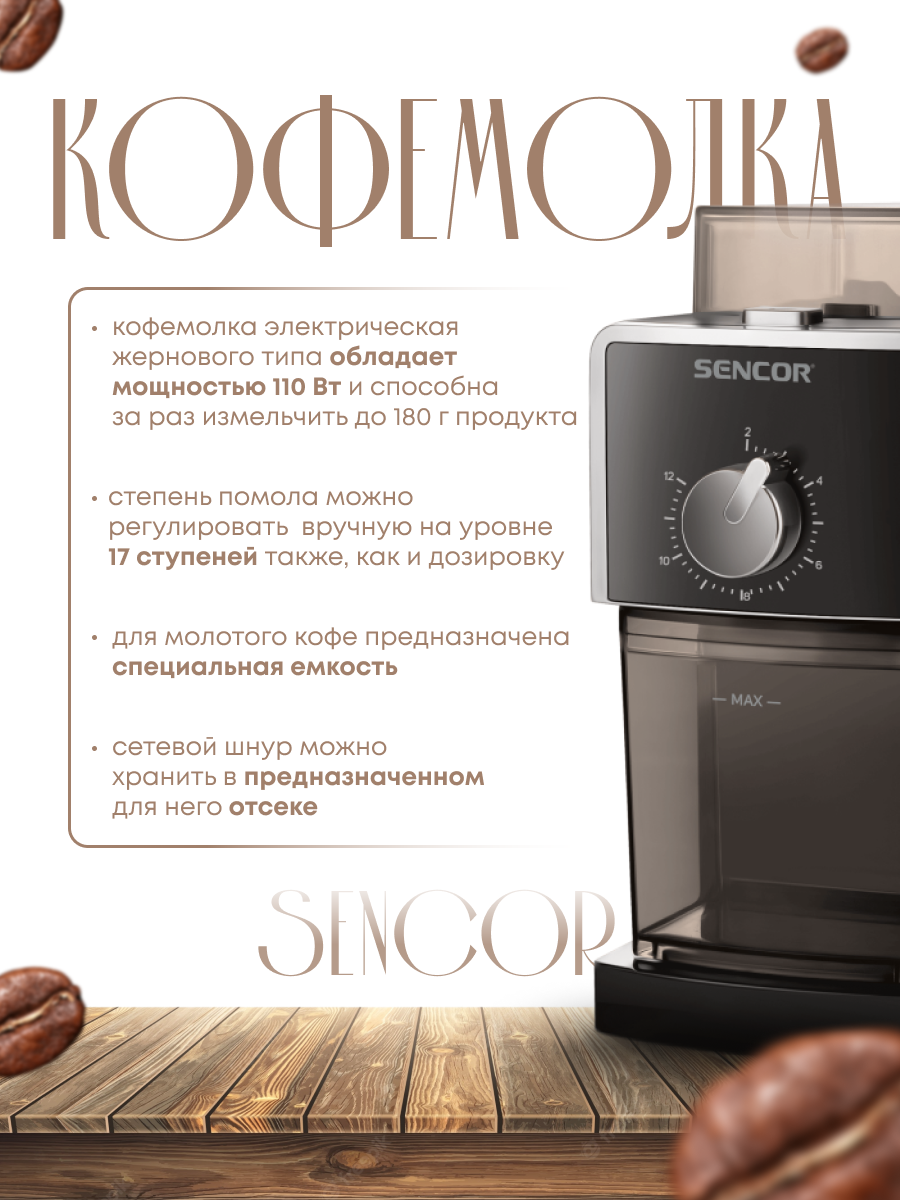 КОФЕМОЛКА
• кофемолка электрическая
жернового типа обладает
мощностью 110 Вт и способна
за раз измельчить до 180 г продукта
• степень помола можно
регулировать вручную на уровне
17 ступеней также, как и дозировку
• для молотого кофе предназначена
специальная емкость
• сетевой шнур можно
хранить в предназначенном
для него отсеке
SENCOR
2
12
4
10
6
8
— MAX —
SENCOR